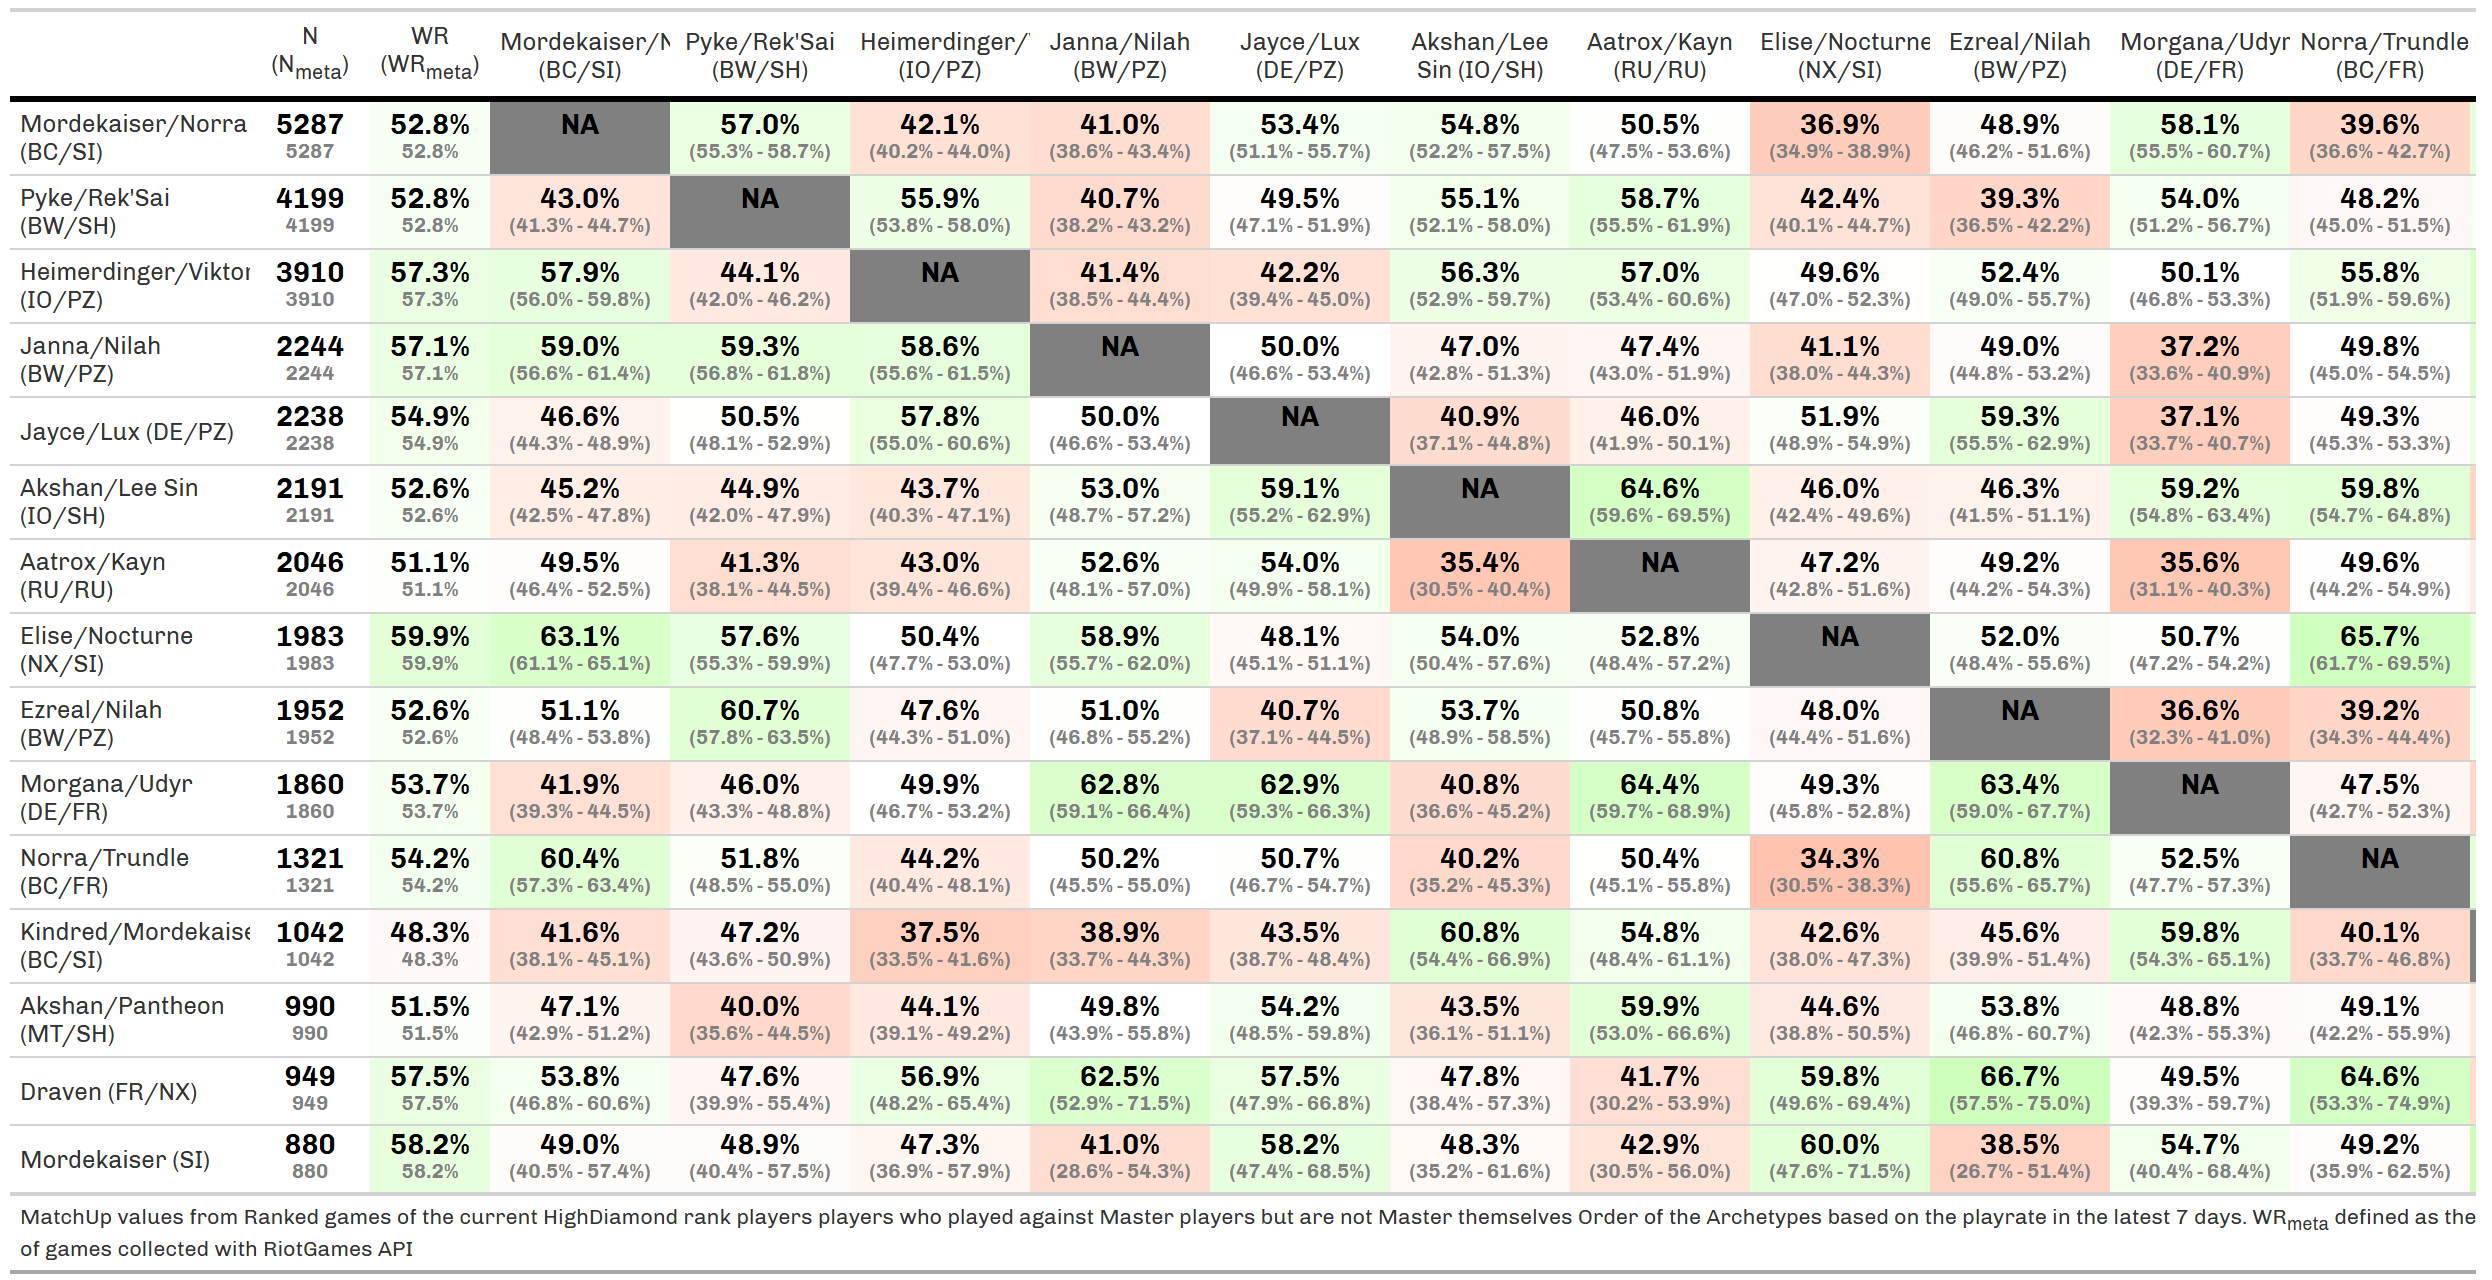 N WR Mordekaiser/N Pyke/Rek'Sai Heimerdinger/ Janna/Nilah Jayce/Lux Akshan/Lee Aatrox/Kayn Elise/Nocturne Ezreal/Nilah Morgana/Udyr Norra/Trundle
(Nmeta) (WRmeta) (BC/SI) (BW/SH) (IO/PZ) (BW/PZ) (DE/PZ) Sin (IO/SH) (RU/RU) (NX/SI) (BW/PZ) (DE/FR) (BC/FR)
Mordekaiser/Norra 5287 52.8% NA 57.0% 42.1% 41.0% 53.4% 54.8% 50.5% 36.9% 48.9% 58.1% 39.6%
(BC/SI) 5287 52.8% (55.3% - 58.7%) (40.2% - 44.0%) (38.6% - 43.4%) (51.1% - 55.7%) (52.2% - 57.5%) (47.5% - 53.6%) (34.9% - 38.9%) (46.2% - 51.6%) (55.5% - 60.7%) (36.6% - 42.7%)
Pyke/Rek'Sai 4199 52.8% 43.0% NA 55.9% 40.7% 49.5% 55.1% 58.7% 42.4% 39.3% 54.0% 48.2%
(BW/SH) 4199 52.8% (41.3% - 44.7%) (53.8% - 58.0%) (38.2% - 43.2%) (47.1% - 51.9%) (52.1% - 58.0%) (55.5% - 61.9%) (40.1% - 44.7%) (36.5% - 42.2%) (51.2% - 56.7%) (45.0% - 51.5%)
Heimerdinger/Viktor 3910 57.3% 57.9% 44.1% NA 41.4% 42.2% 56.3% 57.0% 49.6% 52.4% 50.1% 55.8%
(IO/PZ) 3910 57.3% (56.0% - 59.8%) (42.0% - 46.2%) (38.5% - 44.4%) (39.4% - 45.0%) (52.9% - 59.7%) (53.4% - 60.6%) (47.0% - 52.3%) (49.0% - 55.7%) (46.8% - 53.3%) (51.9% - 59.6%)
Janna/Nilah 2244 57.1% 59.0% 59.3% 58.6% NA 50.0% 47.0% 47.4% 41.1% 49.0% 37.2% 49.8%
(BW/PZ) 2244 57.1% (56.6% - 61.4%) (56.8% - 61.8%) (55.6% - 61.5%) (46.6% - 53.4%) (42.8% - 51.3%) (43.0% - 51.9%) (38.0% - 44.3%) (44.8% - 53.2%) (33.6% - 40.9%) (45.0% - 54.5%)
Jayce/Lux (DE/PZ) 2238 54.9% 46.6% 50.5% 57.8% 50.0% NA 40.9% 46.0% 51.9% 59.3% 37.1% 49.3%
2238 54.9% (44.3% - 48.9%) (48.1% - 52.9%) (55.0% - 60.6%) (46.6% - 53.4%) (37.1% - 44.8%) (41.9% - 50.1%) (48.9% - 54.9%) (55.5% - 62.9%) (33.7% - 40.7%) (45.3% - 53.3%)
Akshan/Lee Sin 2191 52.6% 45.2% 44.9% 43.7% 53.0% 59.1% NA 64.6% 46.0% 46.3% 59.2% 59.8%
(IO/SH) 2191 52.6% (42.5% - 47.8%) (42.0% - 47.9%) (40.3% - 47.1%) (48.7% - 57.2%) (55.2% - 62.9%) (59.6% - 69.5%) (42.4% - 49.6%) (41.5% - 51.1%) (54.8% - 63.4%) (54.7% - 64.8%)
Aatrox/Kayn 2046 51.1% 49.5% 41.3% 43.0% 52.6% 54.0% 35.4% NA 47.2% 49.2% 35.6% 49.6%
(RU/RU) 2046 51.1% (46.4% - 52.5%) (38.1% - 44.5%) (39.4% - 46.6%) (48.1% - 57.0%) (49.9% - 58.1%) (30.5% - 40.4%) (42.8% - 51.6%) (44.2% - 54.3%) (31.1% - 40.3%) (44.2% - 54.9%)
Elise/Nocturne 1983 59.9% 63.1% 57.6% 50.4% 58.9% 48.1% 54.0% 52.8% NA 52.0% 50.7% 65.7%
(NX/SI) 1983 59.9% (61.1% - 65.1%) (55.3% - 59.9%) (47.7% - 53.0%) (55.7% - 62.0%) (45.1% - 51.1%) (50.4% - 57.6%) (48.4% - 57.2%) (48.4% - 55.6%) (47.2% - 54.2%) (61.7% - 69.5%)
Ezreal/Nilah 1952 52.6% 51.1% 60.7% 47.6% 51.0% 40.7% 53.7% 50.8% 48.0% NA 36.6% 39.2%
(BW/PZ) 1952 52.6% (48.4% - 53.8%) (57.8% - 63.5%) (44.3% - 51.0%) (46.8% - 55.2%) (37.1% - 44.5%) (48.9% - 58.5%) (45.7% - 55.8%) (44.4% - 51.6%) (32.3% - 41.0%) (34.3% - 44.4%)
Morgana/Udyr 1860 53.7% 41.9% 46.0% 49.9% 62.8% 62.9% 40.8% 64.4% 49.3% 63.4% NA 47.5%
(DE/FR) 1860 53.7% (39.3% - 44.5%) (43.3% - 48.8%) (46.7% - 53.2%) (59.1% - 66.4%) (59.3% - 66.3%) (36.6% - 45.2%) (59.7% - 68.9%) (45.8% - 52.8%) (59.0% - 67.7%) (42.7% - 52.3%)
Norra/Trundle 1321 54.2% 60.4% 51.8% 44.2% 50.2% 50.7% 40.2% 50.4% 34.3% 60.8% 52.5% NA
(BC/FR) 1321 54.2% (57.3% - 63.4%) (48.5% - 55.0%) (40.4% - 48.1%) (45.5% - 55.0%) (46.7% - 54.7%) (35.2% - 45.3%) (45.1% - 55.8%) (30.5% - 38.3%) (55.6% - 65.7%) (47.7% - 57.3%)
Kindred/Mordekaise 1042 48.3% 41.6% 47.2% 37.5% 38.9% 43.5% 60.8% 54.8% 42.6% 45.6% 59.8% 40.1%
(BC/SI) 1042 48.3% (38.1% - 45.1%) (43.6% - 50.9%) (33.5% - 41.6%) (33.7% - 44.3%) (38.7% - 48.4%) (54.4% - 66.9%) (48.4% - 61.1%) (38.0% - 47.3%) (39.9% - 51.4%) (54.3% - 65.1%) (33.7% - 46.8%)
Akshan/Pantheon 990 51.5% 47.1% 40.0% 44.1% 49.8% 54.2% 43.5% 59.9% 44.6% 53.8% 48.8% 49.1%
(MT/SH) 990 51.5% (42.9% - 51.2%) (35.6% - 44.5%) (39.1% - 49.2%) (43.9% - 55.8%) (48.5% - 59.8%) (36.1% - 51.1%) (53.0% - 66.6%) (38.8% - 50.5%) (46.8% - 60.7%) (42.3% - 55.3%) (42.2% - 55.9%)
Draven (FR/NX) 949 57.5% 53.8% 47.6% 56.9% 62.5% 57.5% 47.8% 41.7% 59.8% 66.7% 49.5% 64.6%
949 57.5% (46.8% - 60.6%) (39.9% - 55.4%) (48.2% - 65.4%) (52.9% - 71.5%) (47.9% - 66.8%) (38.4% - 57.3%) (30.2% - 53.9%) (49.6% - 69.4%) (57.5% - 75.0%) (39.3% - 59.7%) (53.3% - 74.9%)
Mordekaiser (SI) 880 58.2% 49.0% 48.9% 47.3% 41.0% 58.2% 48.3% 42.9% 60.0% 38.5% 54.7% 49.2%
880 58.2% (40.5% - 57.4%) (40.4% - 57.5%) (36.9% - 57.9%) (28.6% - 54.3%) (47.4% - 68.5%) (35.2% - 61.6%) (30.5% - 56.0%) (47.6% - 71.5%) (26.7% - 51.4%) (40.4% - 68.4%) (35.9% - 62.5%)
MatchUp values from Ranked games of the current HighDiamond rank players players who played against Master players but are not Master themselves Order of the Archetypes based on the playrate in the latest 7 days. WRmeta defined as the
of games collected with RiotGames API